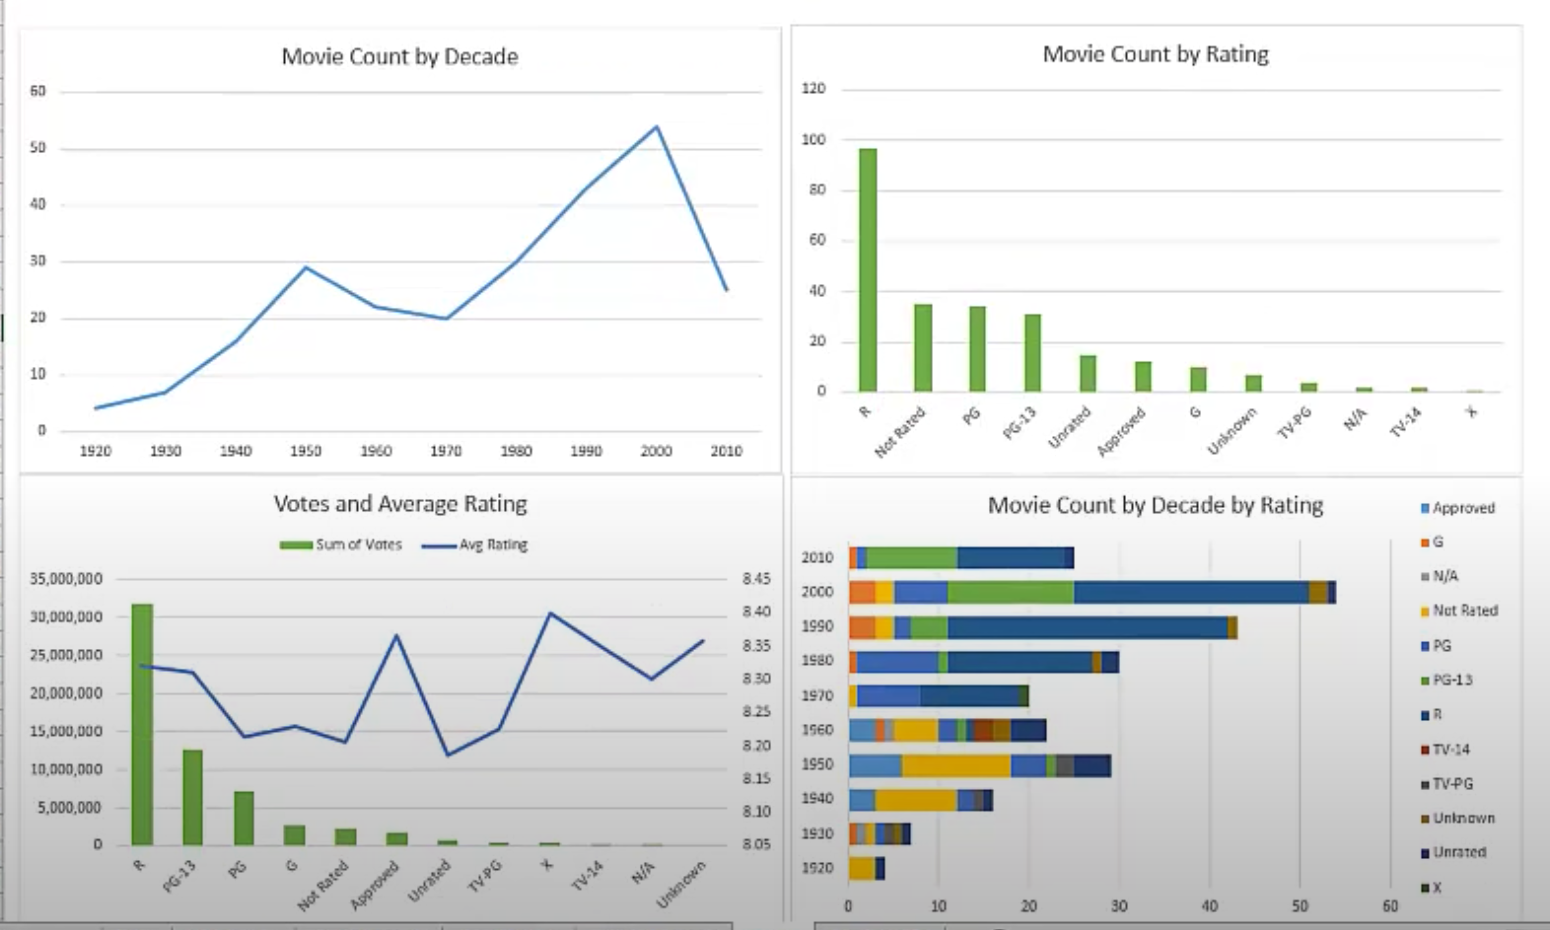 Movie Count by Decade
60
50
40
30
20
10
0
1920 1930 1940 1950 1960 1970 1980 1990 2000 2010
Movie Count by Rating
120
100
80
60
40
20
0
R Not Rated PG PG-13 Unrated Approved G Unknown TV-PG N/A TV-14 X
Votes and Average Rating
Sum of Votes Avg Rating
35,000,000 8.45
30,000,000 8.40
25,000,000 8.35
20,000,000 8.30
15,000,000 8.25
10,000,000 8.20
5,000,000 8.15
0 8.10
8.05
R PG-13 PG G Not Rated Approved Unrated TV-PG X TV-14 N/A Unknown
Movie Count by Decade by Rating
2010
2000
1990
1980
1970
1960
1950
1940
1930
1920
0 10 20 30 40 50 60
Approved
G
N/A
Not Rated
PG
PG-13
R
TV-14
TV-PG
Unknown
Unrated
X